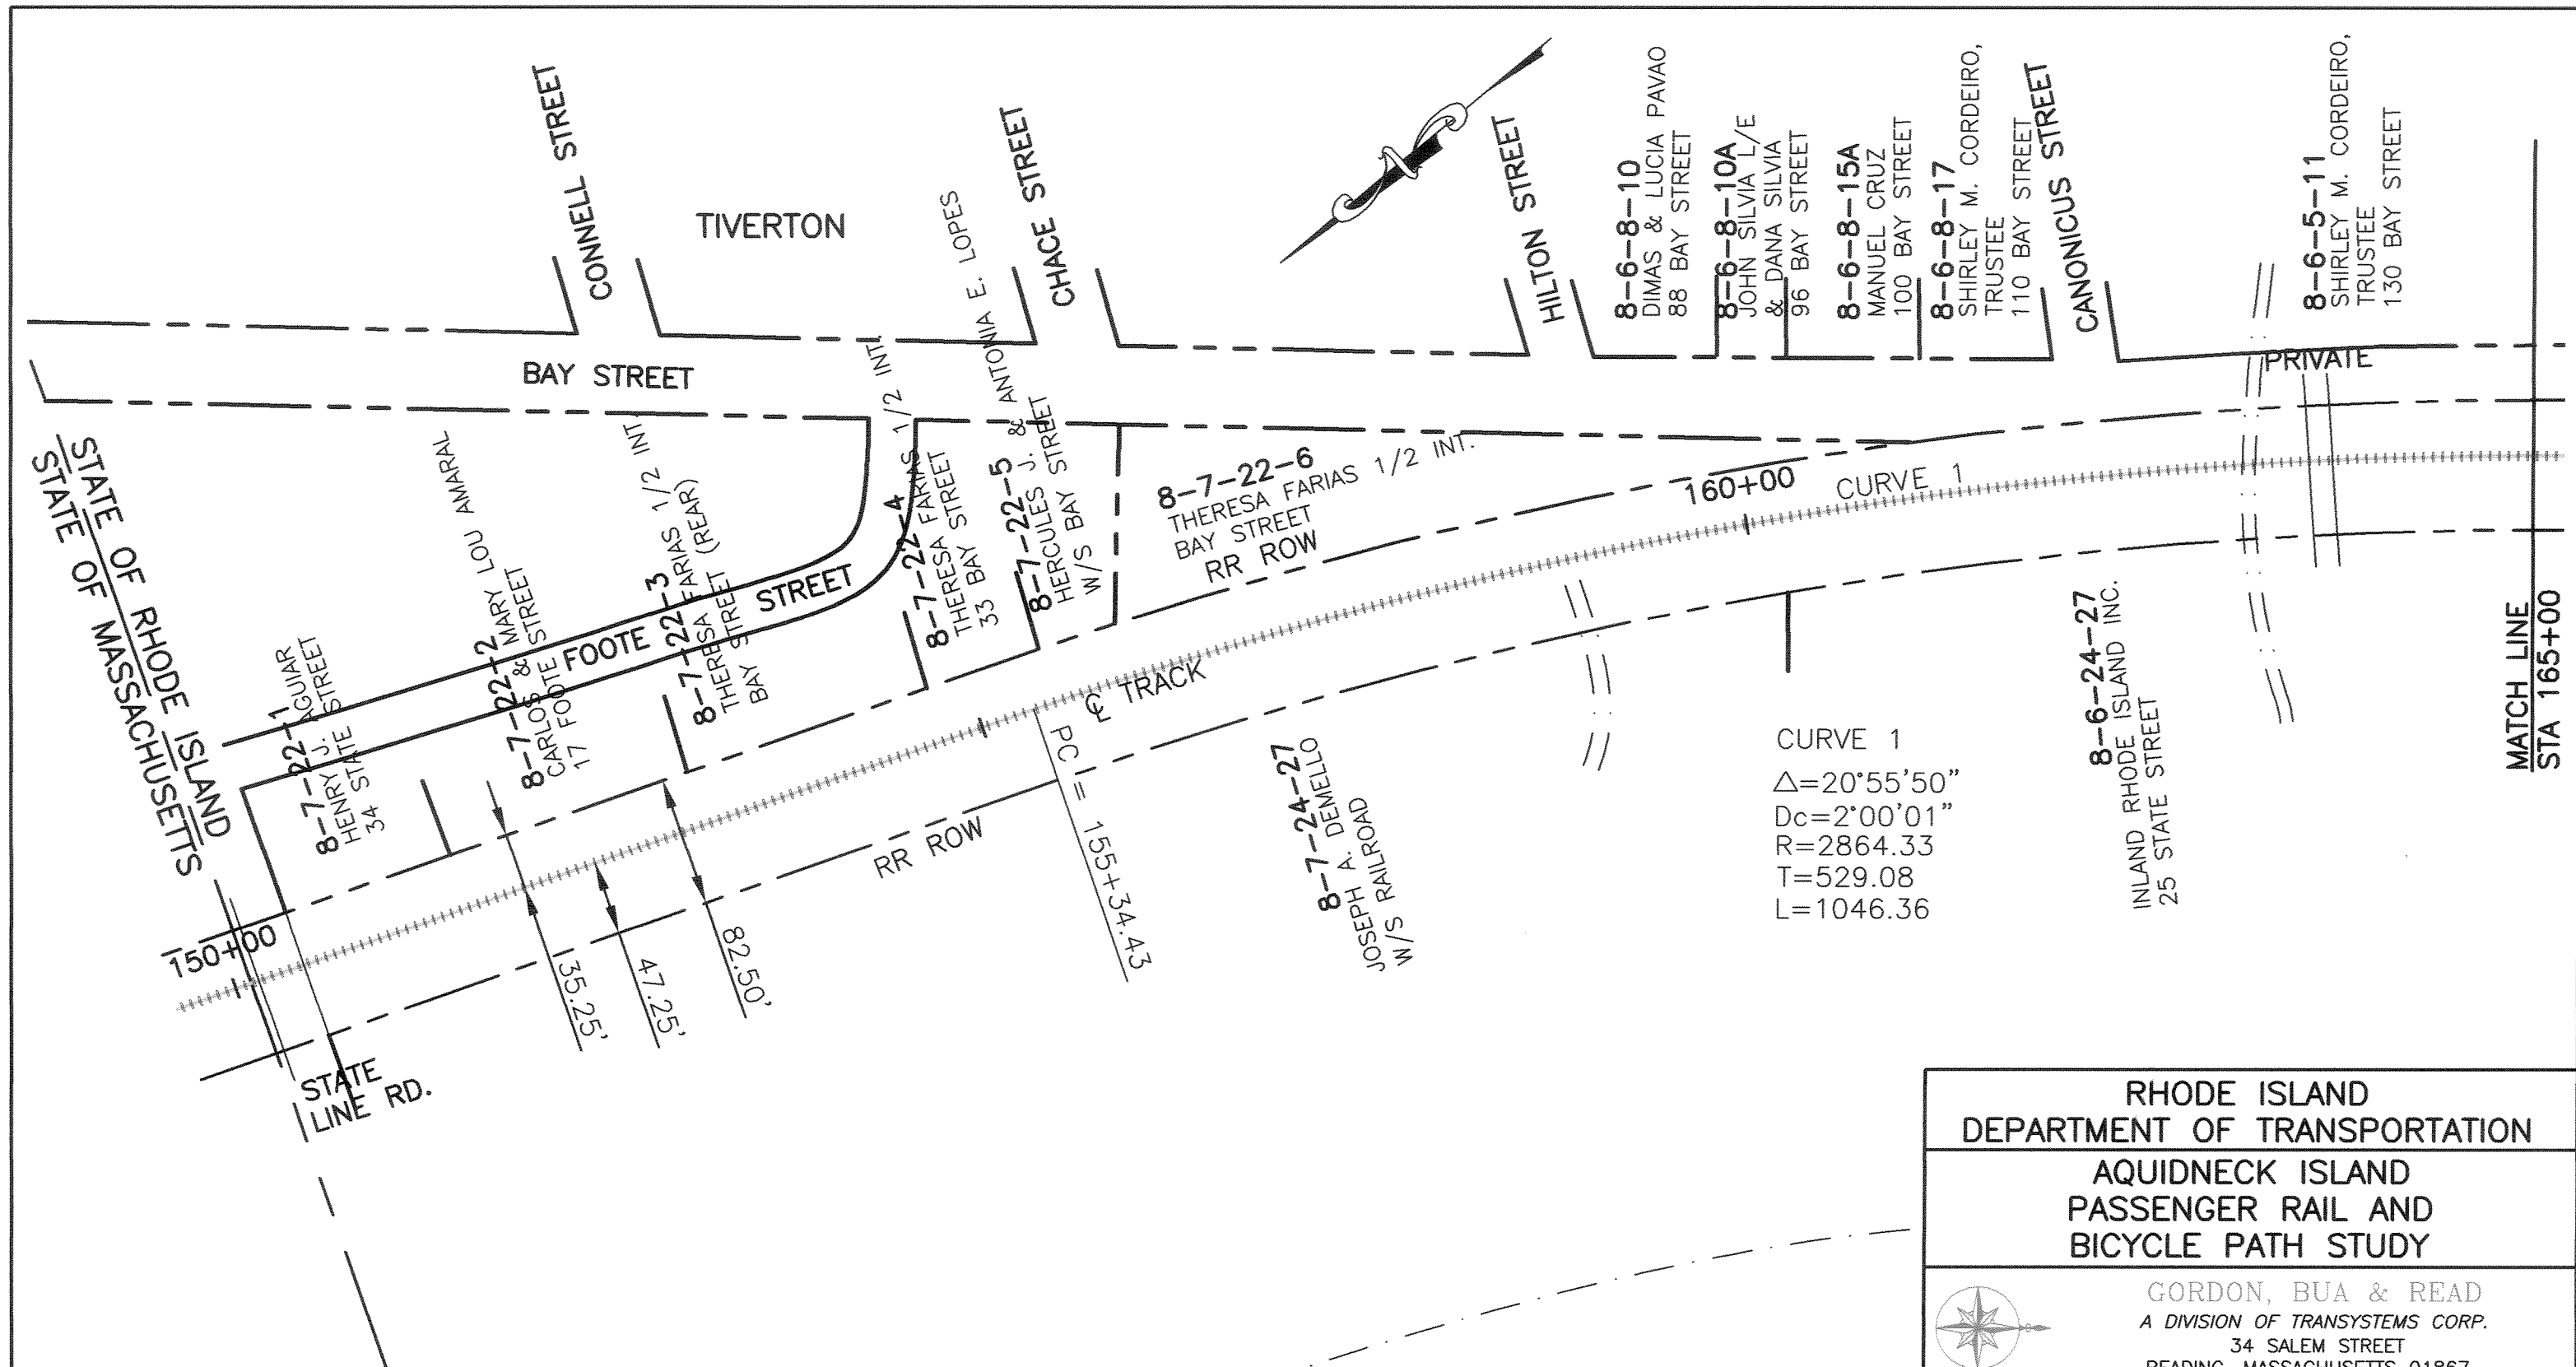 CONNELL STREET
TIVERTON
CHACE STREET
HILTON STREET
8-6-8-10
DIMAS & LUCIA PAVAO
88 BAY STREET
8-6-8-10A
JOHN SILVIA L/E
& DANA SILVIA
96 BAY STREET
8-6-8-15A
MANUEL CRUZ
100 BAY STREET
8-6-8-17
SHIRLEY M. CORDEIRO,
TRUSTEE
110 BAY STREET
CANONICUS STREET
8-6-5-11
SHIRLEY M. CORDEIRO,
TRUSTEE
130 BAY STREET
BAY STREET
PRIVATE
STATE OF RHODE ISLAND
STATE OF MASSACHUSETTS
8-7-22-1
HENRY J. AGUIAR
34 STATE STREET
8-7-22-2
CARLOS & MARY LOU AMARAL
17 FOOTE STREET
FOOTE STREET
8-7-22-3
THERESA FARIAS 1/2 INT.
BAY STREET (REAR)
8-7-22-4
THERESA FARIAS 1/2 INT.
33 BAY STREET
8-7-22-5
HERCULES J. & ANTONIA E. LOPES
W/S BAY STREET
8-7-22-6
THERESA FARIAS 1/2 INT.
BAY STREET
RR ROW
160+00
CURVE 1
℄ TRACK
150+00
35.25'
47.25'
82.50'
RR ROW
PC = 155+34.43
8-7-24-27
JOSEPH A. DEMELLO
W/S RAILROAD
CURVE 1
Δ=20°55'50"
Dc=2°00'01"
R=2864.33
T=529.08
L=1046.36
8-6-24-27
INLAND RHODE ISLAND INC.
25 STATE STREET
MATCH LINE
STA 165+00
STATE
LINE RD.
RHODE ISLAND
DEPARTMENT OF TRANSPORTATION
AQUIDNECK ISLAND
PASSENGER RAIL AND
BICYCLE PATH STUDY
GORDON, BUA & READ
A DIVISION OF TRANSYSTEMS CORP.
34 SALEM STREET
READING, MASSACHUSETTS 01867